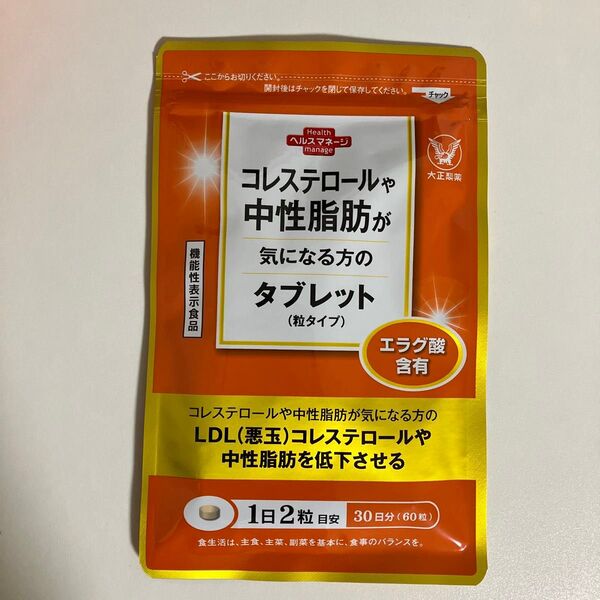 ここからお切りください。
開封後はチャックを閉じて保存してください。
チャック
Health
ヘルスマネージ
manage
大正製薬
コレステロールや
中性脂肪が
気になる方の
タブレット
(粒タイプ)
機能性表示食品
エラグ酸
含有
コレステロールや中性脂肪が気になる方の
LDL(悪玉)コレステロールや
中性脂肪を低下させる
1日2粒目安
30日分(60粒)
食生活は、主食、主菜、副菜を基本に、食事のバランスを。